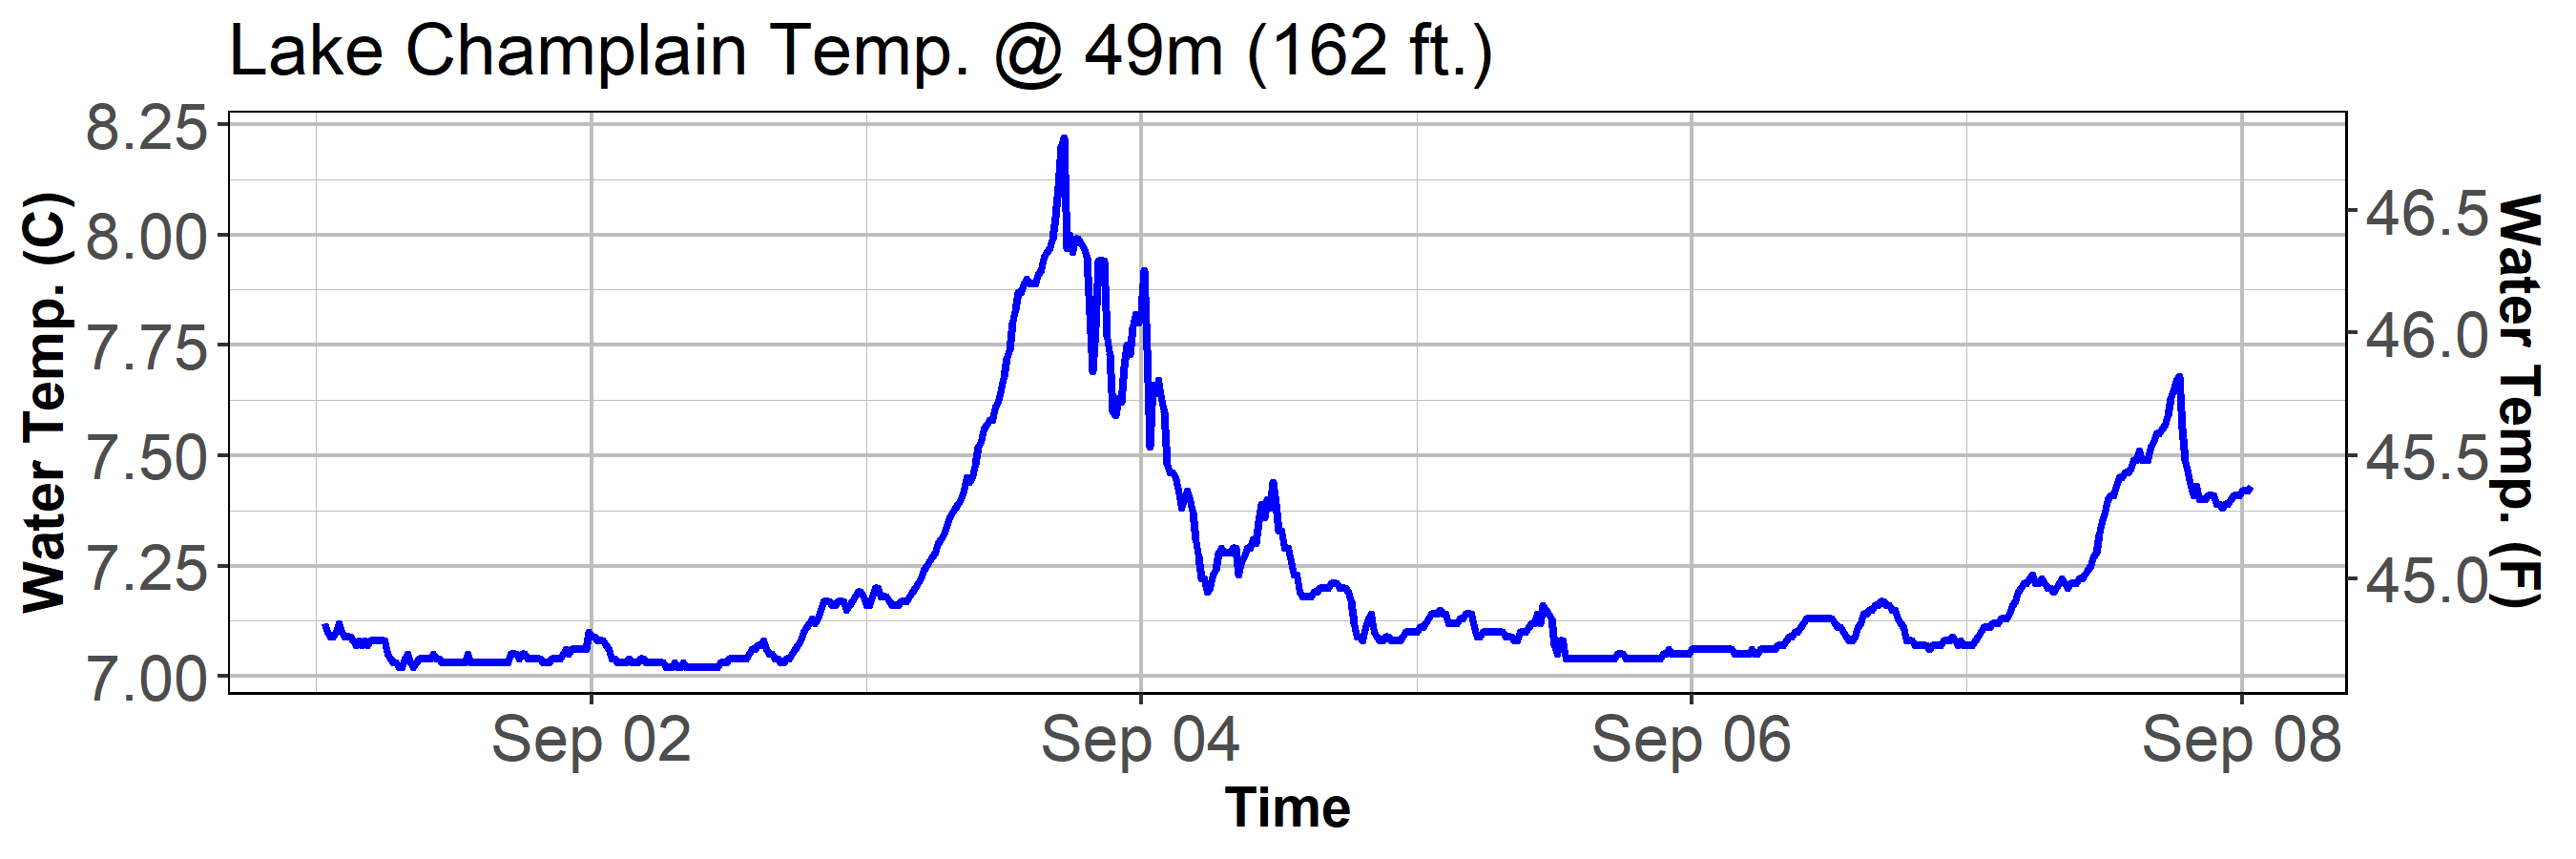 Lake Champlain Temp. @ 49m (162 ft.)
Water Temp. (C)
8.25
8.00
7.75
7.50
7.25
7.00
46.5
46.0
45.5
45.0
Water Temp. (F)
Sep 02
Sep 04
Sep 06
Sep 08
Time